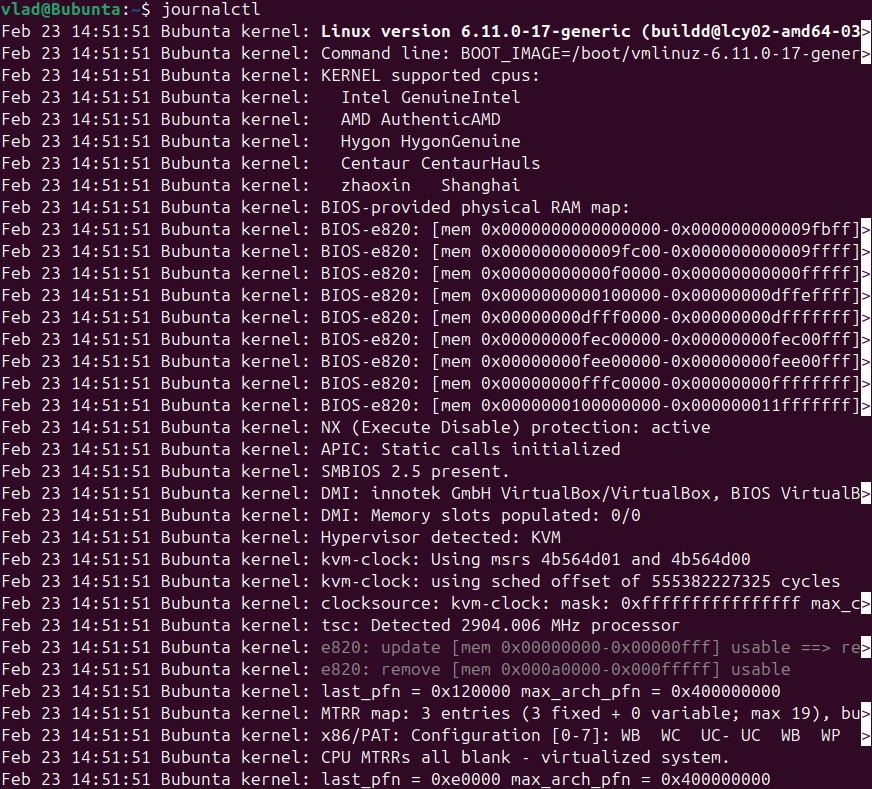 vlad@Bubunta:~$ journalctl
Feb 23 14:51:51 Bubunta kernel: Linux version 6.11.0-17-generic (buildd@lcy02-amd64-03>
Feb 23 14:51:51 Bubunta kernel: Command line: BOOT_IMAGE=/boot/vmlinuz-6.11.0-17-gener>
Feb 23 14:51:51 Bubunta kernel: KERNEL supported cpus:
Feb 23 14:51:51 Bubunta kernel:   Intel GenuineIntel
Feb 23 14:51:51 Bubunta kernel:   AMD AuthenticAMD
Feb 23 14:51:51 Bubunta kernel:   Hygon HygonGenuine
Feb 23 14:51:51 Bubunta kernel:   Centaur CentaurHauls
Feb 23 14:51:51 Bubunta kernel:   zhaoxin   Shanghai
Feb 23 14:51:51 Bubunta kernel: BIOS-provided physical RAM map:
Feb 23 14:51:51 Bubunta kernel: BIOS-e820: [mem 0x0000000000000000-0x000000000009fbff]>
Feb 23 14:51:51 Bubunta kernel: BIOS-e820: [mem 0x000000000009fc00-0x000000000009ffff]>
Feb 23 14:51:51 Bubunta kernel: BIOS-e820: [mem 0x00000000000f0000-0x00000000000fffff]>
Feb 23 14:51:51 Bubunta kernel: BIOS-e820: [mem 0x0000000000100000-0x00000000dffeffff]>
Feb 23 14:51:51 Bubunta kernel: BIOS-e820: [mem 0x00000000dfff0000-0x00000000dfffffff]>
Feb 23 14:51:51 Bubunta kernel: BIOS-e820: [mem 0x00000000fec00000-0x00000000fec00fff]>
Feb 23 14:51:51 Bubunta kernel: BIOS-e820: [mem 0x00000000fee00000-0x00000000fee00fff]>
Feb 23 14:51:51 Bubunta kernel: BIOS-e820: [mem 0x00000000fffc0000-0x00000000ffffffff]>
Feb 23 14:51:51 Bubunta kernel: BIOS-e820: [mem 0x0000000100000000-0x000000011fffffff]>
Feb 23 14:51:51 Bubunta kernel: NX (Execute Disable) protection: active
Feb 23 14:51:51 Bubunta kernel: APIC: Static calls initialized
Feb 23 14:51:51 Bubunta kernel: SMBIOS 2.5 present.
Feb 23 14:51:51 Bubunta kernel: DMI: innotek GmbH VirtualBox/VirtualBox, BIOS VirtualB>
Feb 23 14:51:51 Bubunta kernel: DMI: Memory slots populated: 0/0
Feb 23 14:51:51 Bubunta kernel: Hypervisor detected: KVM
Feb 23 14:51:51 Bubunta kernel: kvm-clock: Using msrs 4b564d01 and 4b564d00
Feb 23 14:51:51 Bubunta kernel: kvm-clock: using sched offset of 555382227325 cycles
Feb 23 14:51:51 Bubunta kernel: clocksource: kvm-clock: mask: 0xffffffffffffffff max_c>
Feb 23 14:51:51 Bubunta kernel: tsc: Detected 2904.006 MHz processor
Feb 23 14:51:51 Bubunta kernel: e820: update [mem 0x00000000-0x00000fff] usable ==> re>
Feb 23 14:51:51 Bubunta kernel: e820: remove [mem 0x000a0000-0x000fffff] usable
Feb 23 14:51:51 Bubunta kernel: last_pfn = 0x120000 max_arch_pfn = 0x400000000
Feb 23 14:51:51 Bubunta kernel: MTRR map: 3 entries (3 fixed + 0 variable; max 19), bu>
Feb 23 14:51:51 Bubunta kernel: x86/PAT: Configuration [0-7]: WB  WC  UC- UC  WB  WP  >
Feb 23 14:51:51 Bubunta kernel: CPU MTRRs all blank - virtualized system.
Feb 23 14:51:51 Bubunta kernel: last_pfn = 0xe0000 max_arch_pfn = 0x400000000